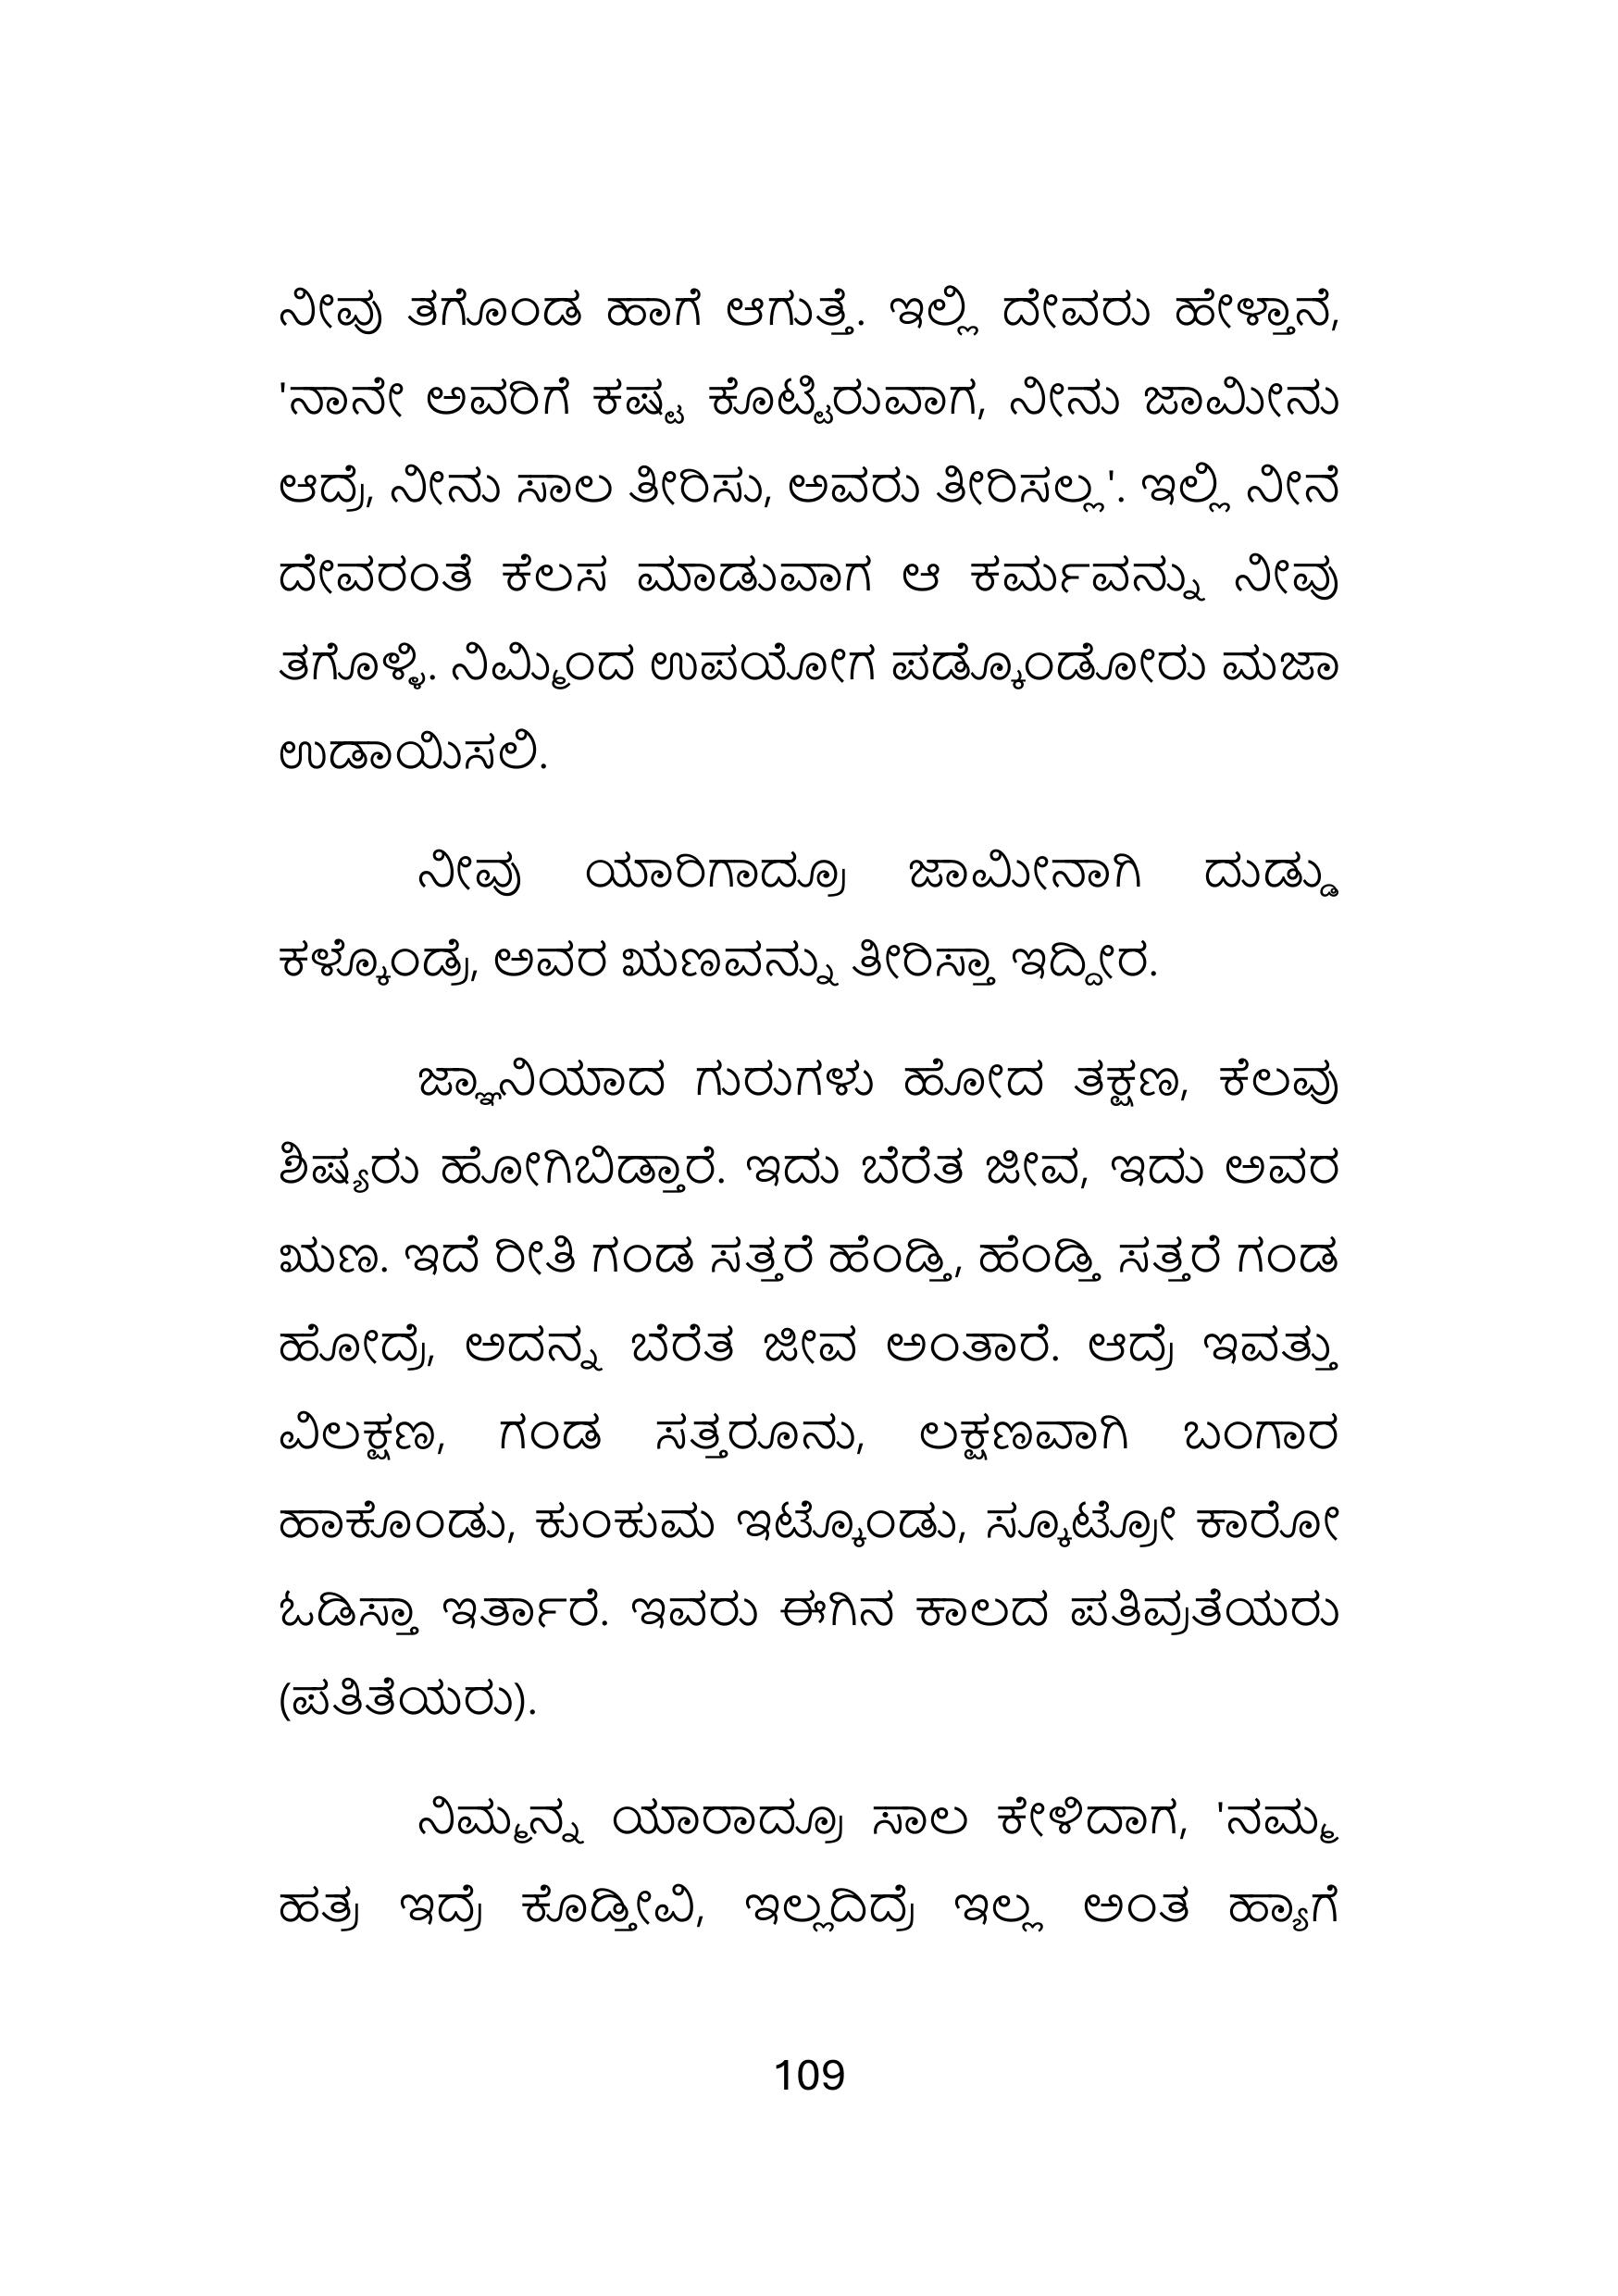 ನೀವು ತಗೊಂಡ ಹಾಗೆ ಆಗುತ್ತೆ. ಇಲ್ಲಿ ದೇವರು ಹೇಳ್ತಾನೆ,
'ನಾನೇ ಅವರಿಗೆ ಕಷ್ಟ ಕೊಟ್ಟಿರುವಾಗ, ನೀನು ಜಾಮೀನು
ಆದ್ರೆ, ನೀನು ಸಾಲ ತೀರಿಸು, ಅವರು ತೀರಿಸಲ್ಲ'. ಇಲ್ಲಿ ನೀನೆ
ದೇವರಂತೆ ಕೆಲಸ ಮಾಡುವಾಗ ಆ ಕರ್ಮವನ್ನು ನೀವು
ತಗೊಳ್ಳಿ. ನಿಮ್ಮಿಂದ ಉಪಯೋಗ ಪಡ್ಕೊಂಡೋರು ಮಜಾ
ಉಡಾಯಿಸಲಿ.
ನೀವು ಯಾರಿಗಾದ್ರೂ ಜಾಮೀನಾಗಿ ದುಡ್ಡು
ಕಳ್ಕೊಂಡ್ರೆ, ಅವರ ಋಣವನ್ನು ತೀರಿಸ್ತಾ ಇದ್ದೀರ.
ಜ್ಞಾನಿಯಾದ ಗುರುಗಳು ಹೋದ ತಕ್ಷಣ, ಕೆಲವು
ಶಿಷ್ಯರು ಹೋಗಿಬಿಡ್ತಾರೆ. ಇದು ಬೆರೆತ ಜೀವ, ಇದು ಅವರ
ಋಣ. ಇದೆ ರೀತಿ ಗಂಡ ಸತ್ತರೆ ಹೆಂಡ್ತಿ, ಹೆಂಡ್ತಿ ಸತ್ತರೆ ಗಂಡ
ಹೋದ್ರೆ, ಅದನ್ನ ಬೆರೆತ ಜೀವ ಅಂತಾರೆ. ಆದ್ರೆ ಇವತ್ತು
ವಿಲಕ್ಷಣ, ಗಂಡ ಸತ್ತರೂನು, ಲಕ್ಷಣವಾಗಿ ಬಂಗಾರ
ಹಾಕೊಂಡು, ಕುಂಕುಮ ಇಟ್ಕೊಂಡು, ಸ್ಕೂಟ್ರೋ ಕಾರೋ
ಓಡಿಸ್ತಾ ಇರ್ತಾರೆ. ಇವರು ಈಗಿನ ಕಾಲದ ಪತಿವ್ರತೆಯರು
(ಪತಿತೆಯರು).
ನಿಮ್ಮನ್ನ ಯಾರಾದ್ರೂ ಸಾಲ ಕೇಳಿದಾಗ, 'ನಮ್ಮ
ಹತ್ರ ಇದ್ರೆ ಕೊಡ್ತೀವಿ, ಇಲ್ಲದಿದ್ರೆ ಇಲ್ಲ ಅಂತ ಹ್ಯಾಗೆ
109